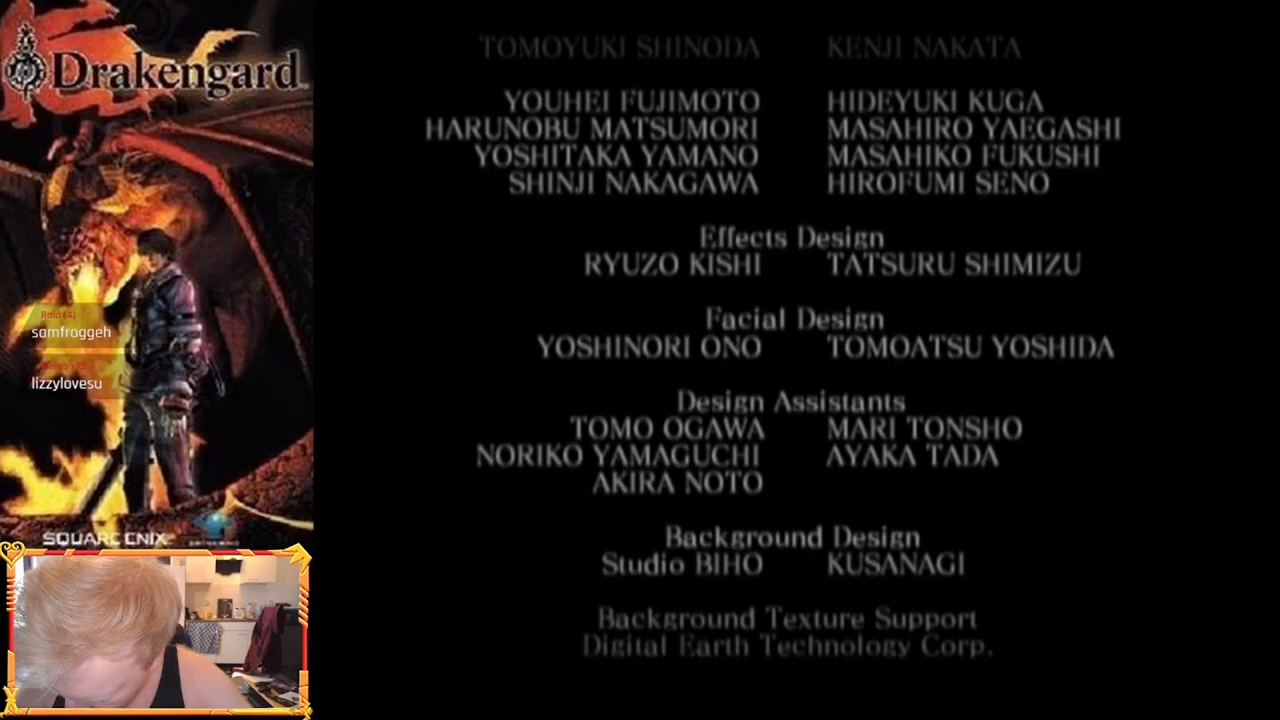 Drakengard
Raid (4)
samfroggeh
lizzylovesu
SQUARE ENIX
TOMOYUKI SHINODA KENJI NAKATA
YOUHEI FUJIMOTO HIDEYUKI KUGA
HARUNOBU MATSUMORI MASAHIRO YAEGASHI
YOSHITAKA YAMANO MASAHIKO FUKUSHI
SHINJI NAKAGAWA HIROFUMI SENO
Effects Design
RYUZO KISHI TATSURU SHIMIZU
Facial Design
YOSHINORI ONO TOMOATSU YOSHIDA
Design Assistants
TOMO OGAWA MARI TONSHO
NORIKO YAMAGUCHI AYAKA TADA
AKIRA NOTO
Background Design
Studio BIHO KUSANAGI
Background Texture Support
Digital Earth Technology Corp.